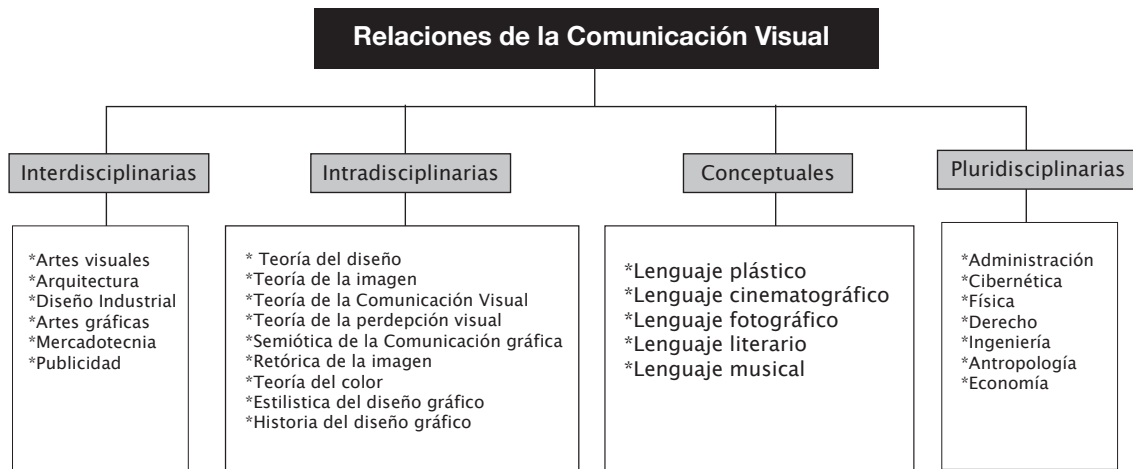 Relaciones de la Comunicación Visual
Interdisciplinarias
*Artes visuales
*Arquitectura
*Diseño Industrial
*Artes gráficas
*Mercadotecnia
*Publicidad
Intradisciplinarias
* Teoría del diseño
*Teoría de la imagen
*Teoría de la Comunicación Visual
*Teoría de la perdepción visual
*Semiótica de la Comunicación gráfica
*Retórica de la imagen
*Teoría del color
*Estilistica del diseño gráfico
*Historia del diseño gráfico
Conceptuales
*Lenguaje plástico
*Lenguaje cinematográfico
*Lenguaje fotográfico
*Lenguaje literario
*Lenguaje musical
Pluridisciplinarias
*Administración
*Cibernética
*Física
*Derecho
*Ingeniería
*Antropología
*Economía